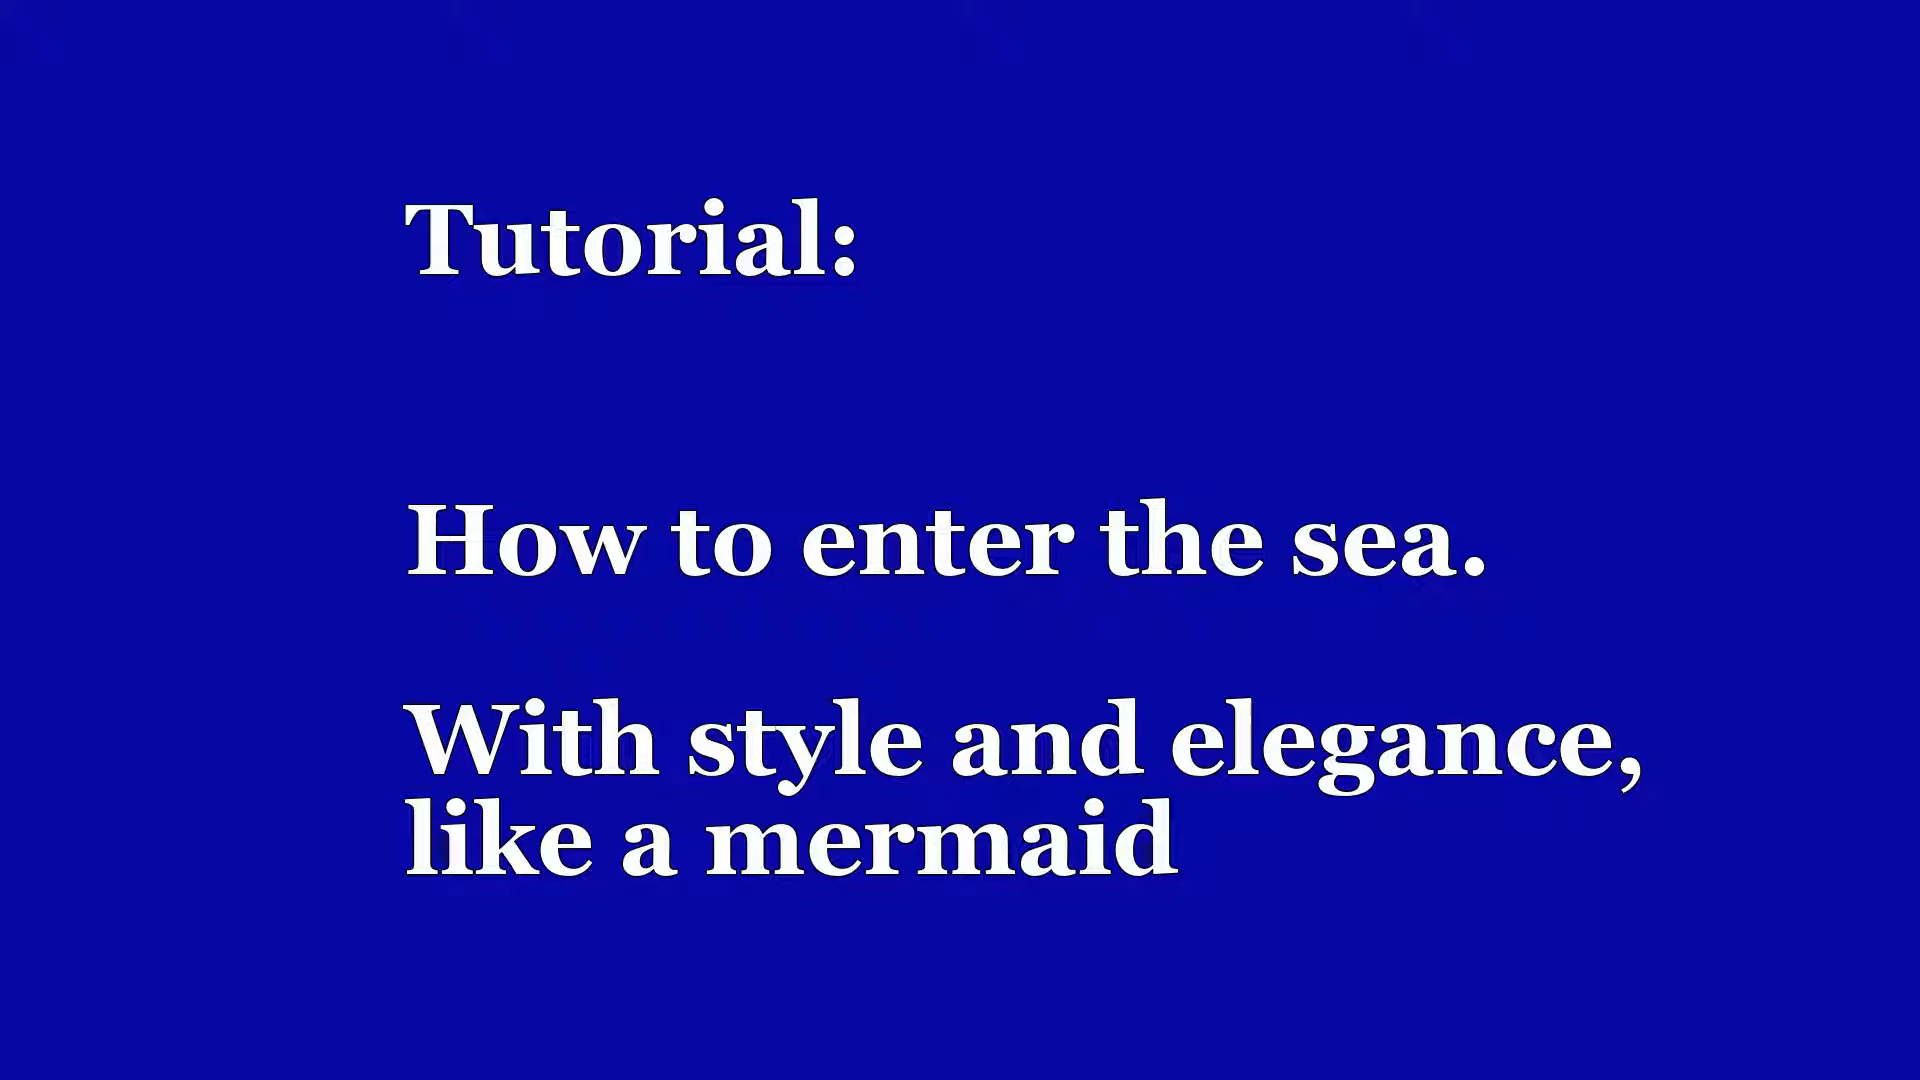 Tutorial:
How to enter the sea.
With style and elegance,
like a mermaid